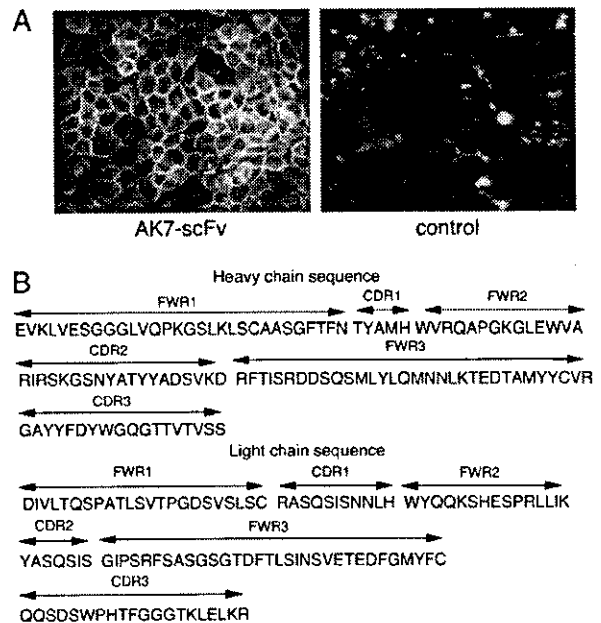 A
AK7-scFv control
B
Heavy chain sequence
FWR1 CDR1 FWR2
EVKLVESGGGLVQPKGSLKLSCAASGFTFN TYAMH WVRQAPGKGLEWVA
CDR2 FWR3
RIRSKGSNYATYYADSVKD RFTISRDDSQSMLYLQMNNLKTEDTAMYYCVR
CDR3
GAYYFDYWGQGTTVTVSS
Light chain sequence
FWR1 CDR1 FWR2
DIVLTQSPATLSVTPGDSVSLSC RASQSISNNLH WYQQKSHESPRLLIK
CDR2 FWR3
YASQSIS GIPSRFSASGSGTDFTLSINSVETEDFGMYFC
CDR3
QQSDSWPHTFGGGTKLELKR